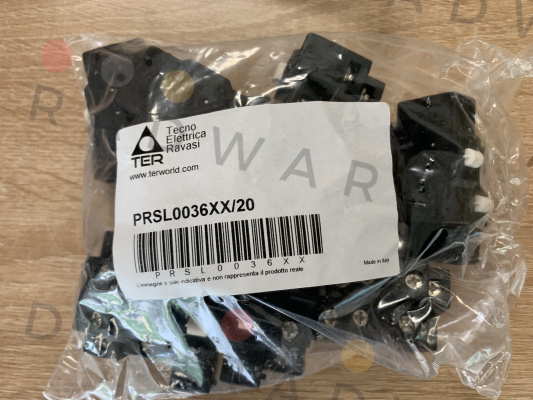 Tecno
Elettrica
Ravasi
TER
www.terworld.com
PRSL0036XX/20
PRSL0036XX
L'immagine è solo indicativa e non rappresenta il prodotto reale
Made in Italy